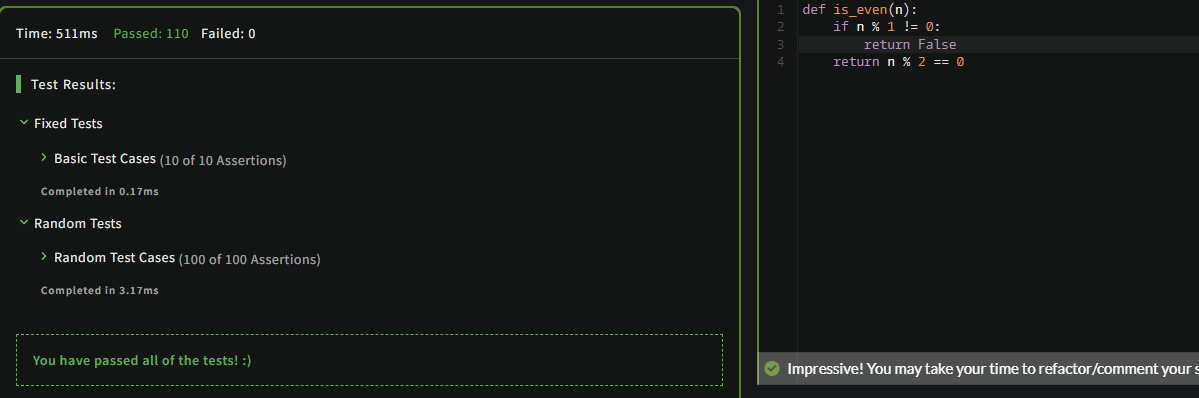 Time: 511ms Passed: 110 Failed: 0
Test Results:
Fixed Tests
Basic Test Cases (10 of 10 Assertions)
Completed in 0.17ms
Random Tests
Random Test Cases (100 of 100 Assertions)
Completed in 3.17ms
You have passed all of the tests! :)
1 def is_even(n):
2     if n % 1 != 0:
3         return False
4     return n % 2 == 0
Impressive! You may take your time to refactor/comment your s